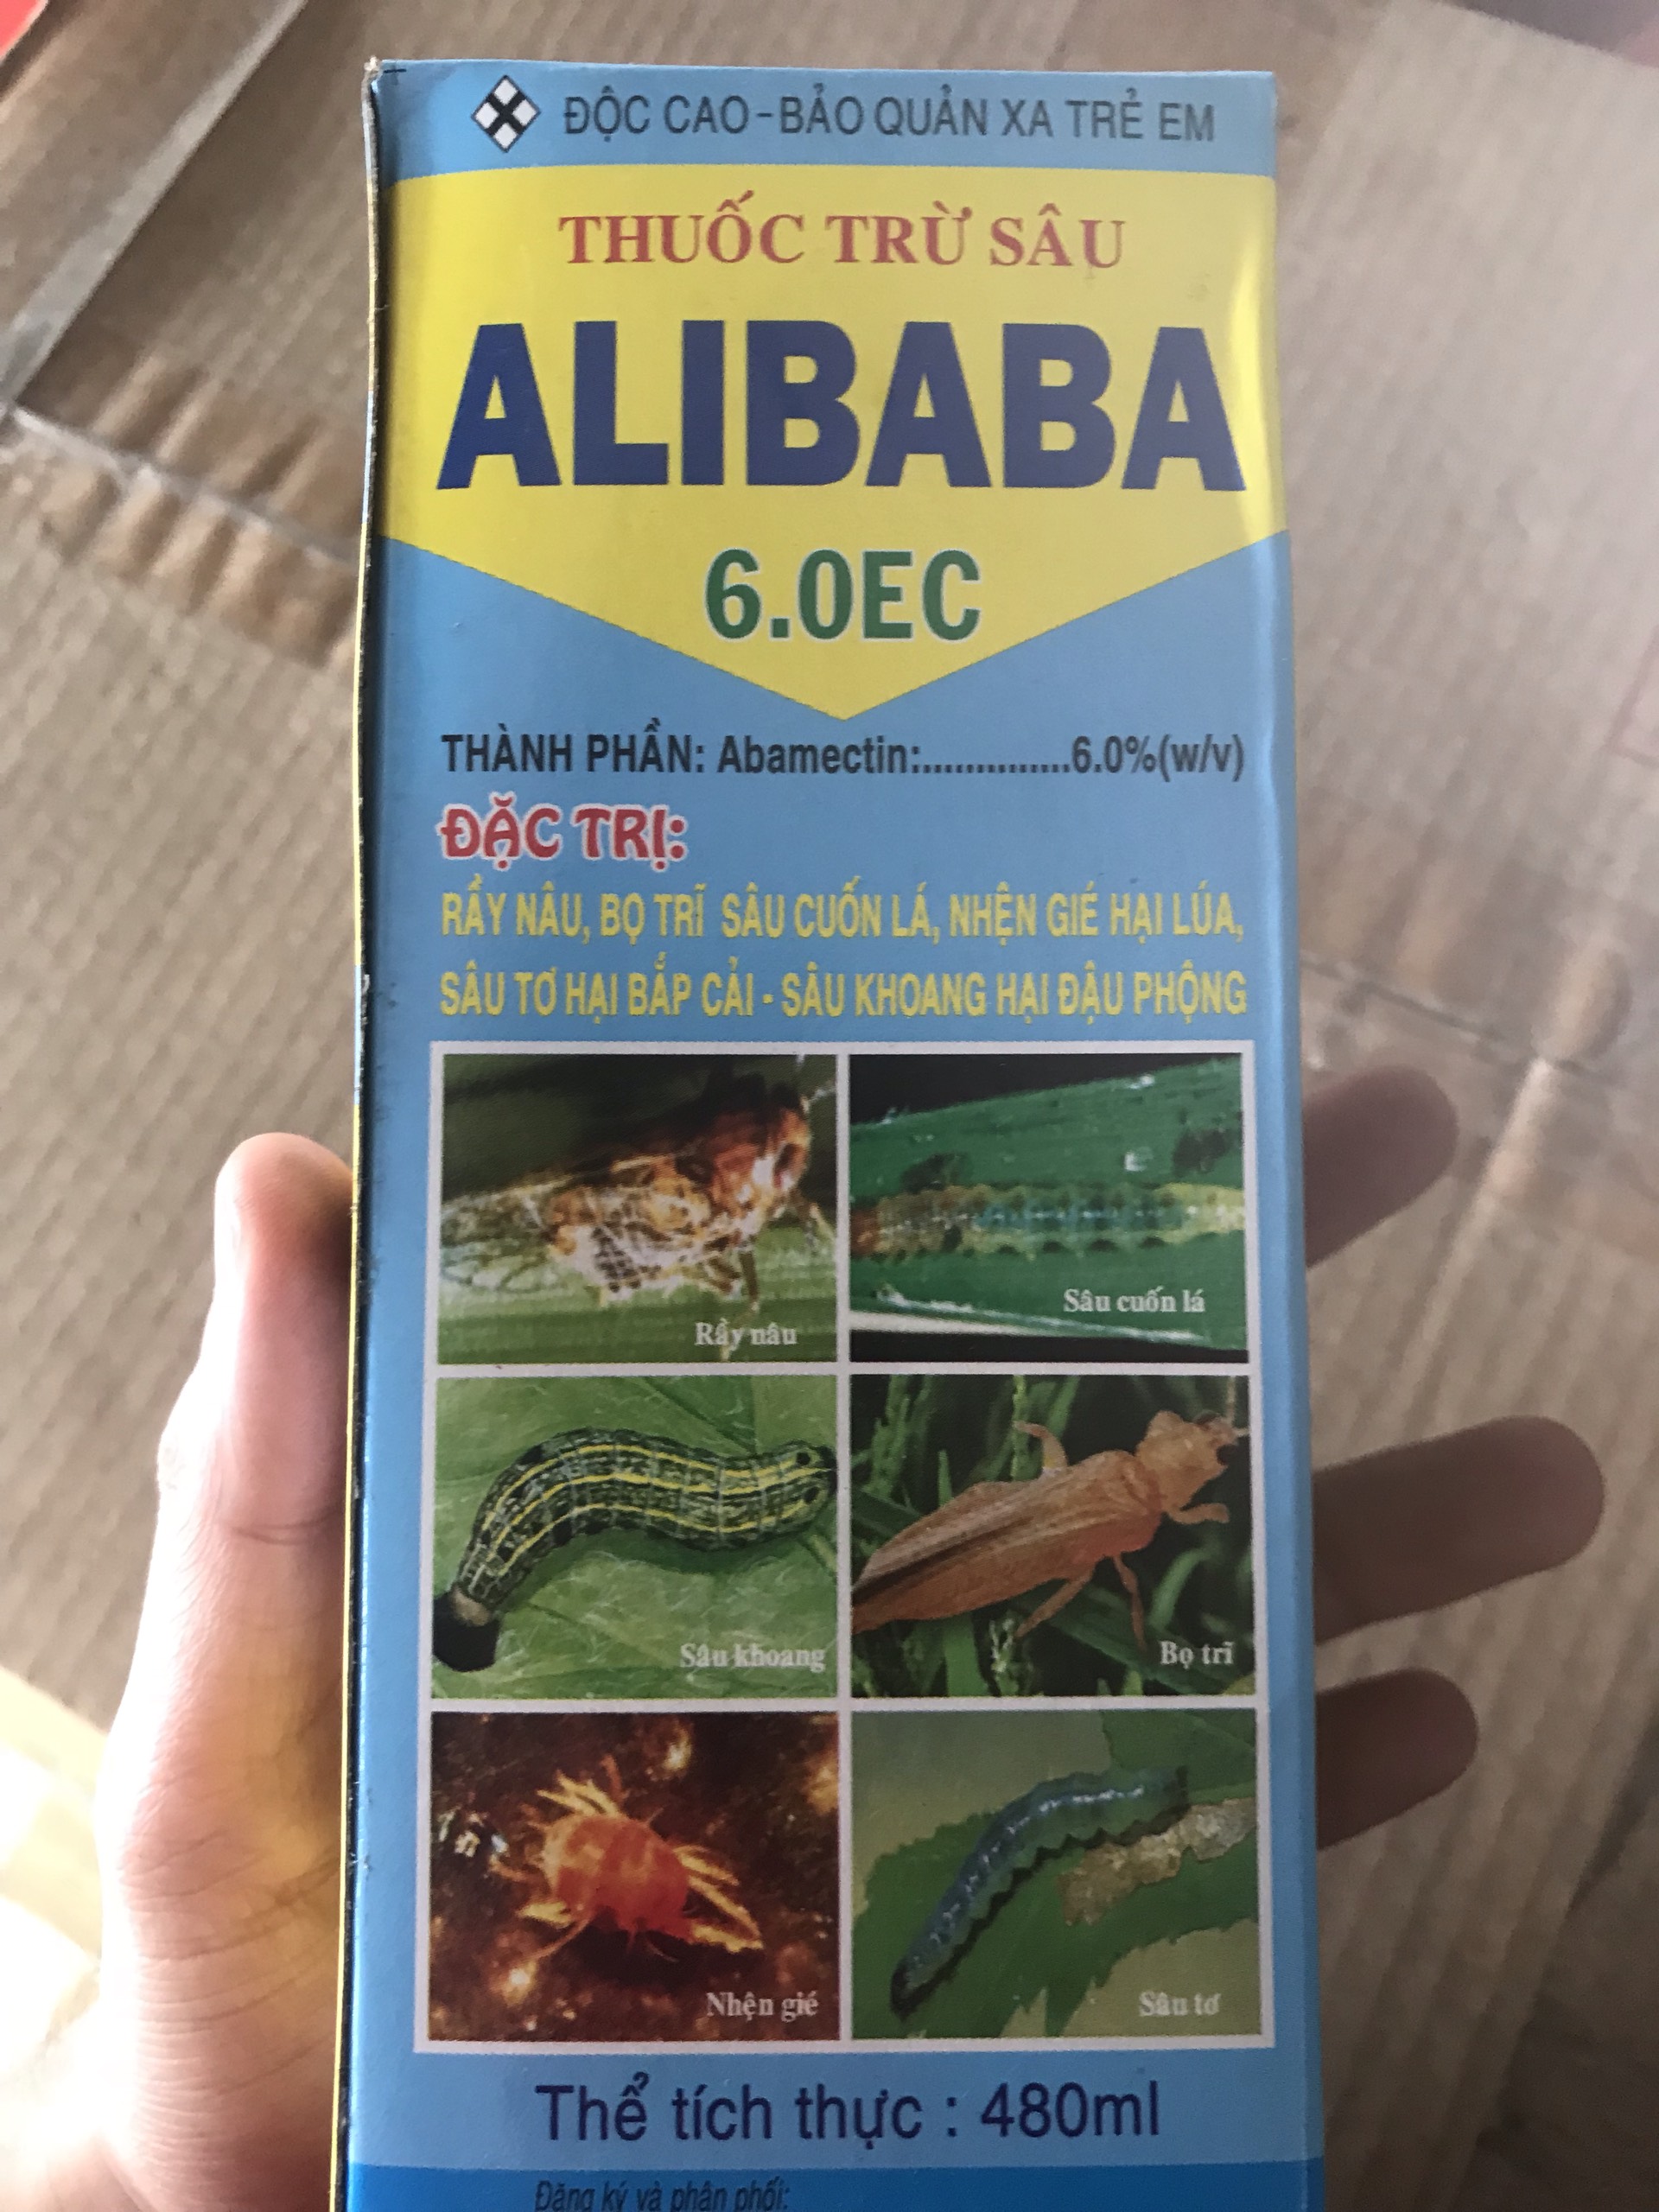 ĐỘC CAO-BẢO QUẢN XA TRẺ EM
THUỐC TRỪ SÂU
ALIBABA
6.0EC
THÀNH PHẦN: Abamectin:...............6.0%(w/v)
ĐẶC TRỊ:
RẦY NÂU, BỌ TRĨ SÂU CUỐN LÁ, NHỆN GIÉ HẠI LÚA,
SÂU TƠ HẠI BẮP CẢI - SÂU KHOANG HẠI ĐẬU PHỘNG
Rầy nâu
Sâu cuốn lá
Sâu khoang
Bọ trĩ
Nhện gié
Sâu tơ
Thể tích thực : 480ml
Đăng ký và phân phối: